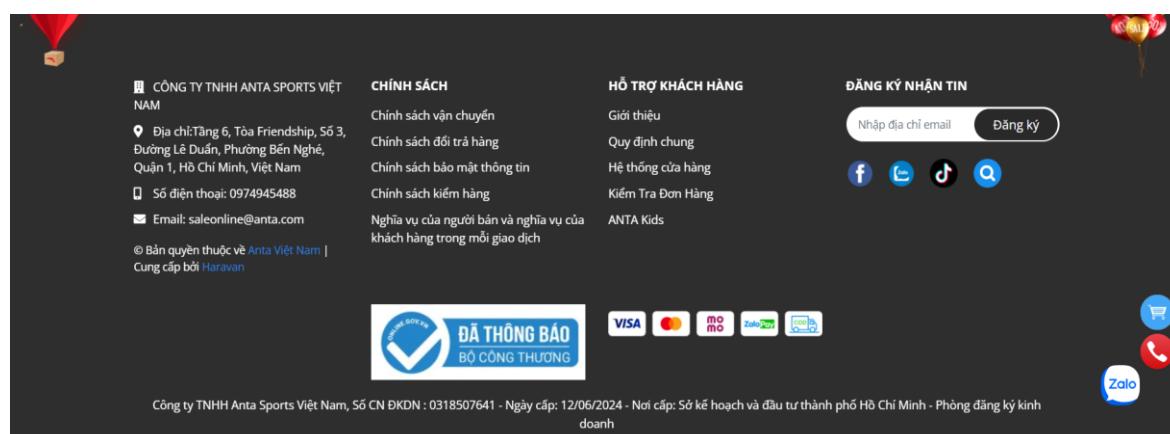 CÔNG TY TNHH ANTA SPORTS VIỆT
NAM
Địa chỉ:Tầng 6, Tòa Friendship, Số 3,
Đường Lê Duẩn, Phường Bến Nghé,
Quận 1, Hồ Chí Minh, Việt Nam
Số điện thoại: 0974945488
Email: saleonline@anta.com
© Bản quyền thuộc về Anta Việt Nam |
Cung cấp bởi Haravan
CHÍNH SÁCH
Chính sách vận chuyển
Chính sách đổi trả hàng
Chính sách bảo mật thông tin
Chính sách kiểm hàng
Nghĩa vụ của người bán và nghĩa vụ của
khách hàng trong mỗi giao dịch
HỖ TRỢ KHÁCH HÀNG
Giới thiệu
Quy định chung
Hệ thống cửa hàng
Kiểm Tra Đơn Hàng
ANTA Kids
ĐĂNG KÝ NHẬN TIN
Nhập địa chỉ email
Đăng ký
ONLINE.GOV.VN
ĐÃ THÔNG BÁO
BỘ CÔNG THƯƠNG
VISA
mo
mo
ZaloPay
COD
Zalo
Công ty TNHH Anta Sports Việt Nam, Số CN ĐKDN : 0318507641 - Ngày cấp: 12/06/2024 - Nơi cấp: Sở kế hoạch và đầu tư thành phố Hồ Chí Minh - Phòng đăng ký kinh
doanh